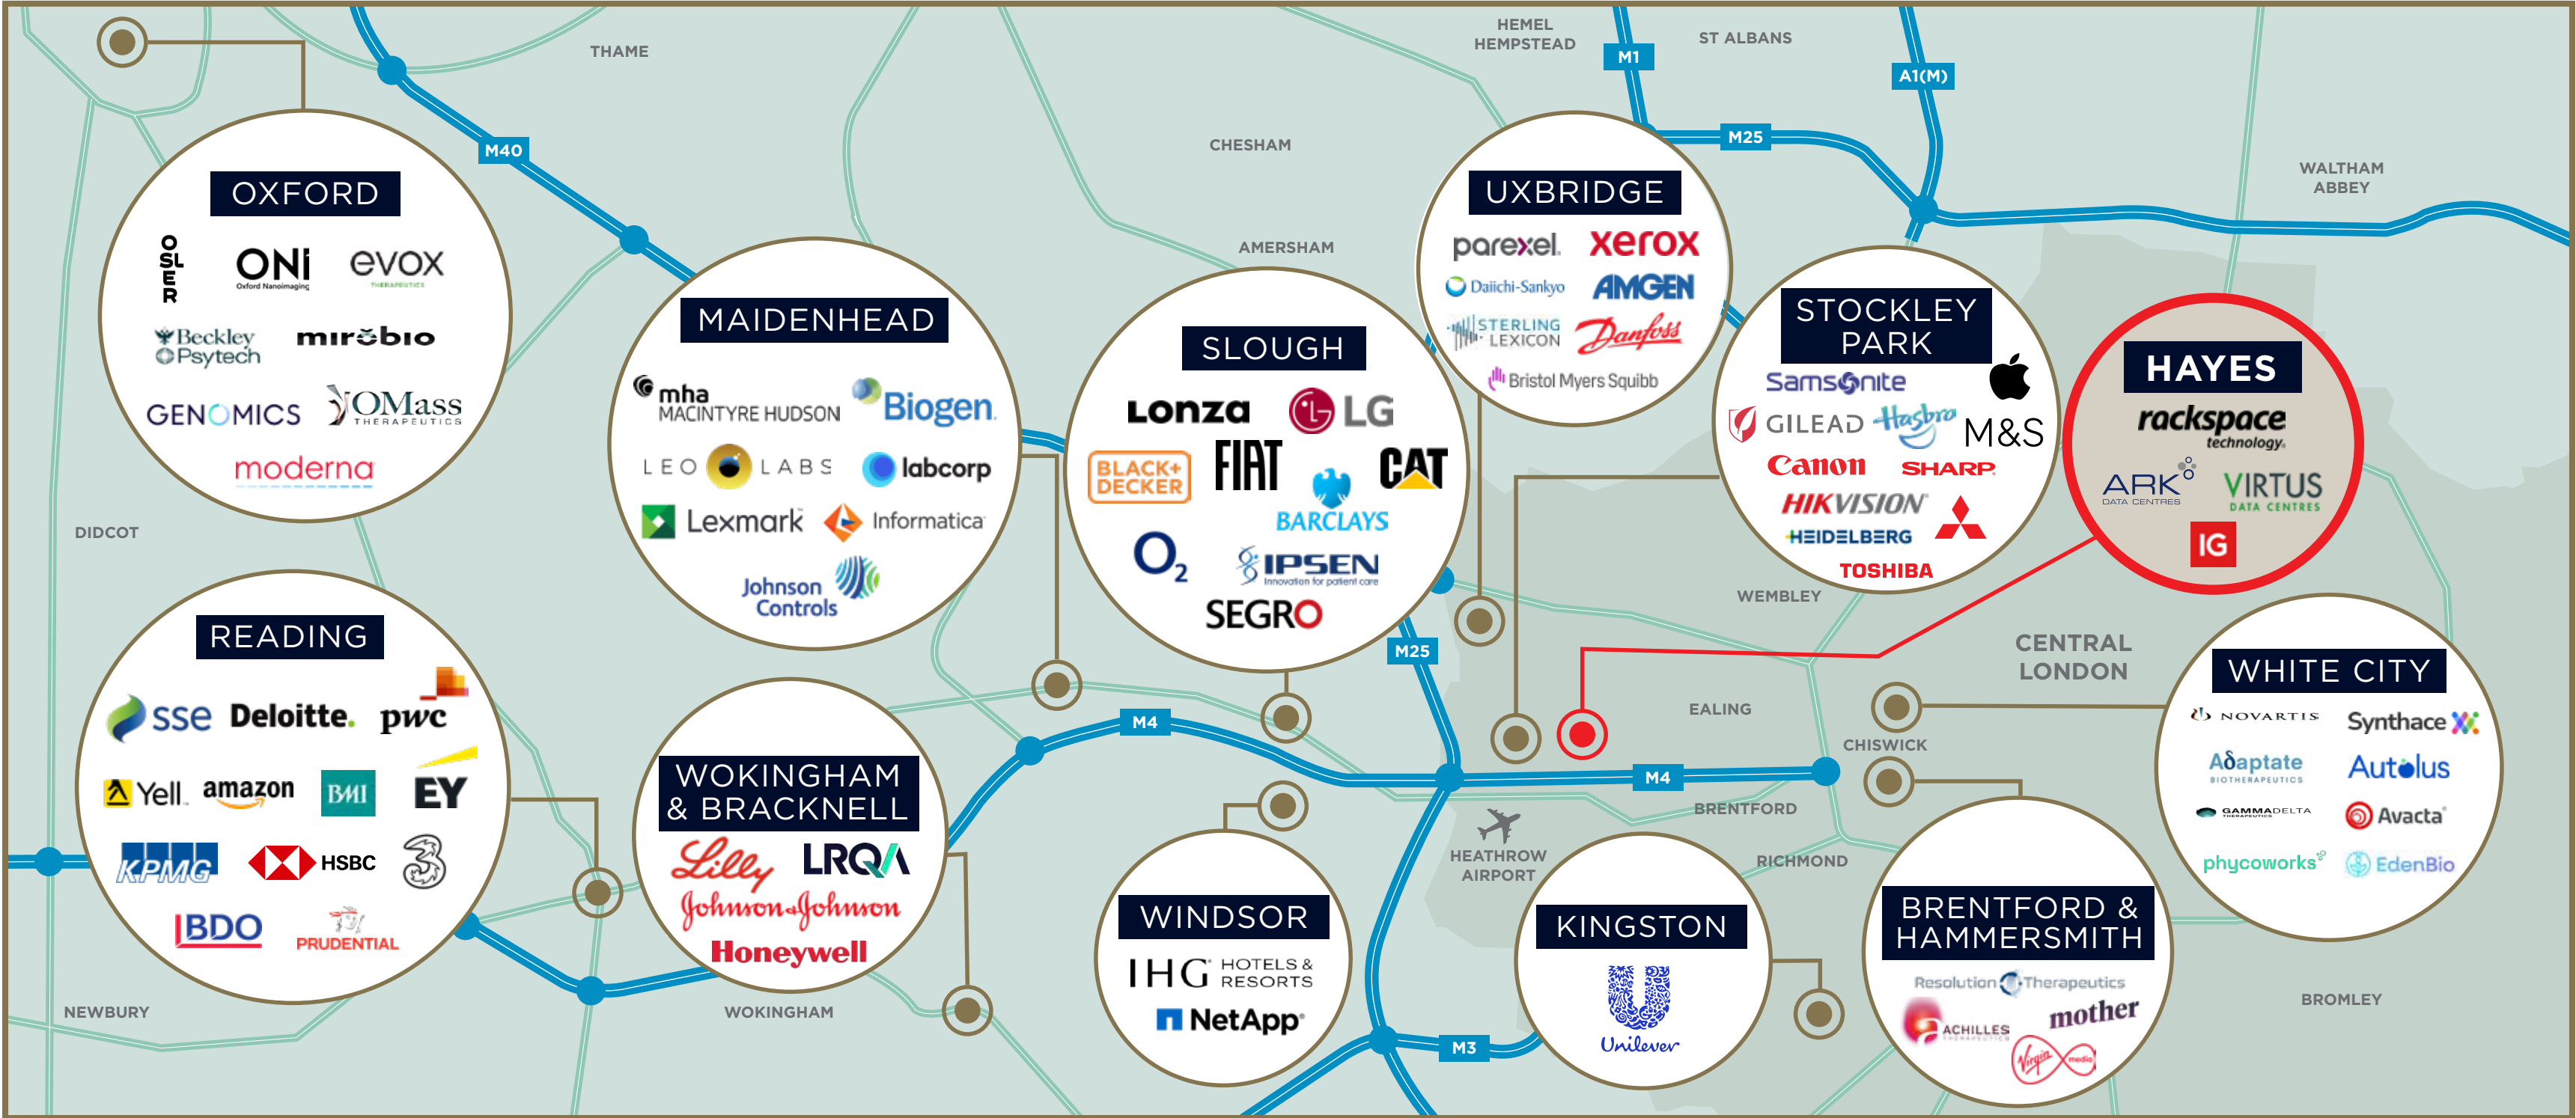 THAME
HEMEL
HEMPSTEAD
M1
ST ALBANS
A1(M)
M40
CHESHAM
M25
WALTHAM
ABBEY
AMERSHAM
OXFORD
OSLER
ONi
Oxford Nanoimaging
evox
THERAPEUTICS
Beckley
Psytech
mirobio
GENOMICS
OMass
THERAPEUTICS
moderna
MAIDENHEAD
mha
MACINTYRE HUDSON
Biogen
LEO LABS
labcorp
Lexmark
Informatica
Johnson
Controls
SLOUGH
Lonza
LG
BLACK+
DECKER
FIAT
BARCLAYS
CAT
O2
IPSEN
Innovation for patient care
SEGRO
UXBRIDGE
parexel
xerox
Daiichi-Sankyo
AMGEN
STERLING
LEXICON
Danfoss
Bristol Myers Squibb
STOCKLEY
PARK
Samsonite
GILEAD
Hasbro
M&S
Canon
SHARP
HIKVISION
HEIDELBERG
TOSHIBA
HAYES
rackspace
technology
ARK
DATA CENTRES
VIRTUS
DATA CENTRES
IG
DIDCOT
WEMBLEY
CENTRAL
LONDON
M25
EALING
CHISWICK
M4
M4
BRENTFORD
HEATHROW
AIRPORT
RICHMOND
READING
sse
Deloitte.
pwc
Yell
amazon
BMI
EY
KPMG
HSBC
3
BDO
PRUDENTIAL
WOKINGHAM
& BRACKNELL
Lilly
LRQA
Johnson & Johnson
Honeywell
WINDSOR
IHG HOTELS &
RESORTS
NetApp
KINGSTON
Unilever
BRENTFORD &
HAMMERSMITH
Resolution Therapeutics
ACHILLES
THERAPEUTICS
mother
Virgin media
WHITE CITY
NOVARTIS
Synthace
Adaptate
BIOTHERAPEUTICS
Autolus
GAMMADELTA
THERAPEUTICS
Avacta
phycoworks
EdenBio
NEWBURY
WOKINGHAM
M3
BROMLEY